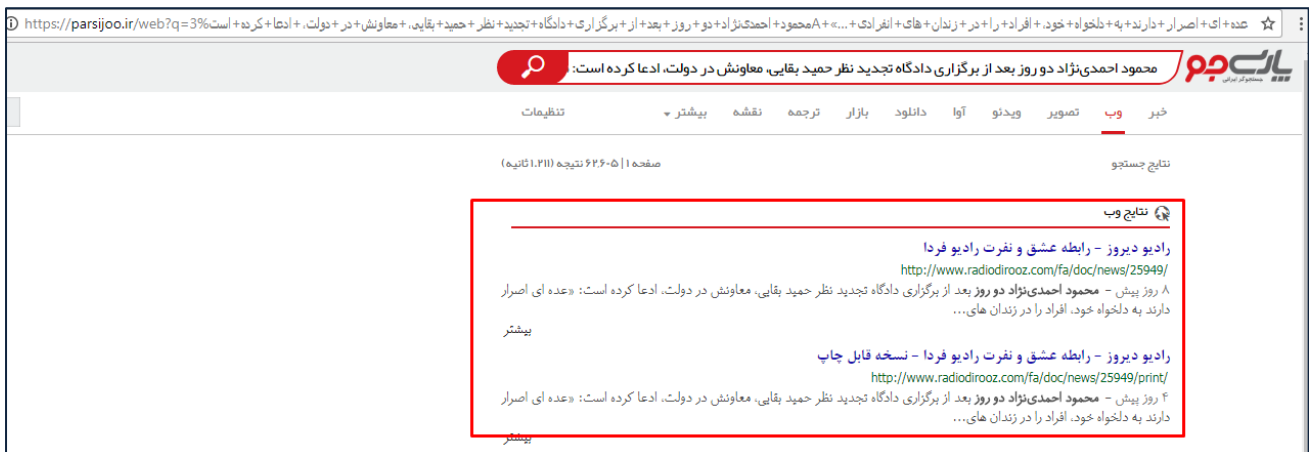 https://parsijoo.ir/web?q=3%عده+ای+اصرار+دارند+به+دلخواه+خود،+افراد+را+در+زندان+های+انفرادی+...»+Aمحمود+احمدی‌نژاد+دو+روز+بعد+از+برگزاری+دادگاه+تجدید+نظر+حمید+بقایی،+معاونش+در+دولت،+ادعا+کرده+است
پارسی جو
جستجوگر ایرانی
محمود احمدی‌نژاد دو روز بعد از برگزاری دادگاه تجدید نظر حمید بقایی، معاونش در دولت، ادعا کرده است:
خبر وب تصویر ویدئو آوا دانلود بازار ترجمه نقشه بیشتر تنظیمات
نتایج جستجو صفحه ۱ | ۵-۶۲,۶ نتیجه (۱.۲۱۱ ثانیه)
نتایج وب
رادیو دیروز - رابطه عشق و نفرت رادیو فردا
http://www.radiodirooz.com/fa/doc/news/25949/
۸ روز پیش - محمود احمدی‌نژاد دو روز بعد از برگزاری دادگاه تجدید نظر حمید بقایی، معاونش در دولت، ادعا کرده است: «عده ای اصرار
دارند به دلخواه خود، افراد را در زندان های...
بیشتر
رادیو دیروز - رابطه عشق و نفرت رادیو فردا - نسخه قابل چاپ
http://www.radiodirooz.com/fa/doc/news/25949/print/
۴ روز پیش - محمود احمدی‌نژاد دو روز بعد از برگزاری دادگاه تجدید نظر حمید بقایی، معاونش در دولت، ادعا کرده است: «عده ای اصرار
دارند به دلخواه خود، افراد را در زندان های...
بیشتر